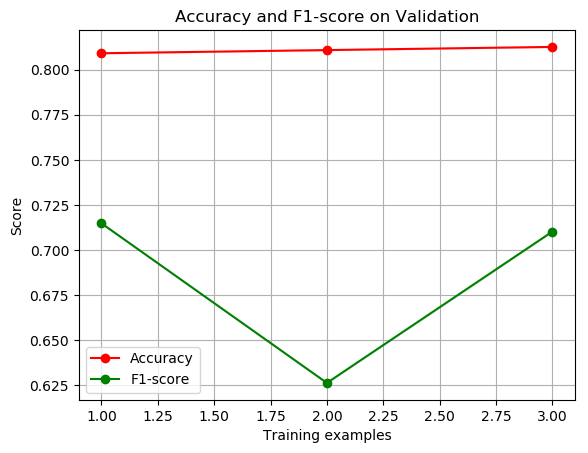 Accuracy and F1-score on Validation
0.800
0.775
0.750
0.725
0.700
0.675
0.650
0.625
Score
Accuracy
F1-score
1.00 1.25 1.50 1.75 2.00 2.25 2.50 2.75 3.00
Training examples